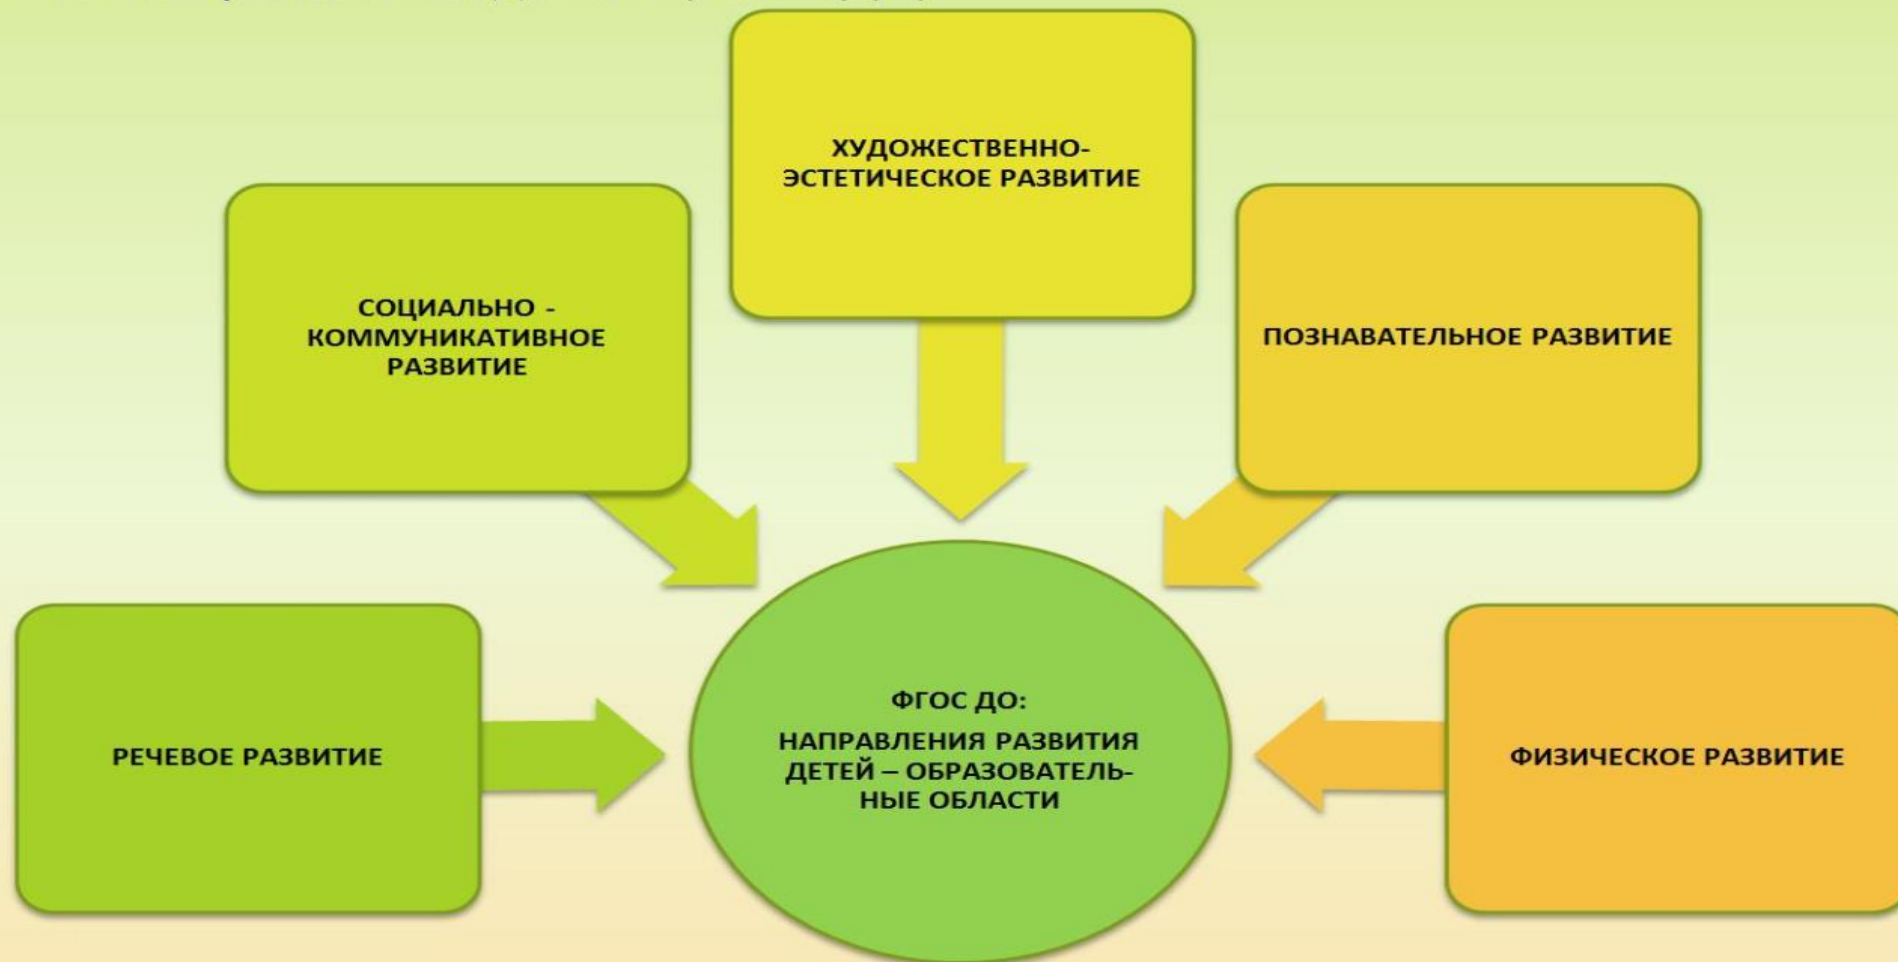 ХУДОЖЕСТВЕННО-
ЭСТЕТИЧЕСКОЕ РАЗВИТИЕ
СОЦИАЛЬНО -
КОММУНИКАТИВНОЕ
РАЗВИТИЕ
ПОЗНАВАТЕЛЬНОЕ РАЗВИТИЕ
РЕЧЕВОЕ РАЗВИТИЕ
ФГОС ДО:
НАПРАВЛЕНИЯ РАЗВИТИЯ
ДЕТЕЙ – ОБРАЗОВАТЕЛЬ-
НЫЕ ОБЛАСТИ
ФИЗИЧЕСКОЕ РАЗВИТИЕ